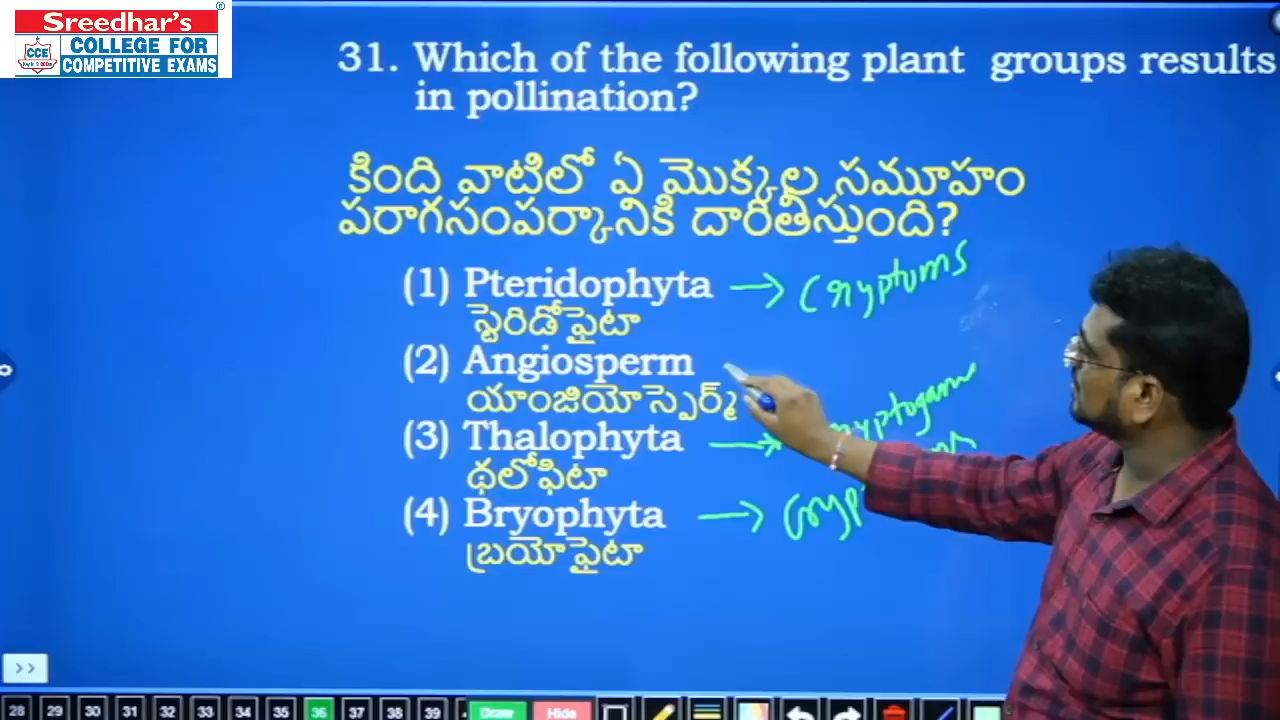 Sreedhar's
CCE
COLLEGE FOR
COMPETITIVE EXAMS
31. Which of the following plant groups results
in pollination?
కింది వాటిలో ఏ మొక్కల సమూహం
పరాగసంపర్కానికి దారితీస్తుంది?
(1) Pteridophyta → Cryptums
స్టెరిడోఫైటా
(2) Angiosperm
యాంజియోస్పెర్మ్
(3) Thalophyta →
థలోఫిటా
(4) Bryophyta →
బ్రయోఫైటా
>>
28 29 30 31 32 33 34 35 36 37 38 39 Draw Hide